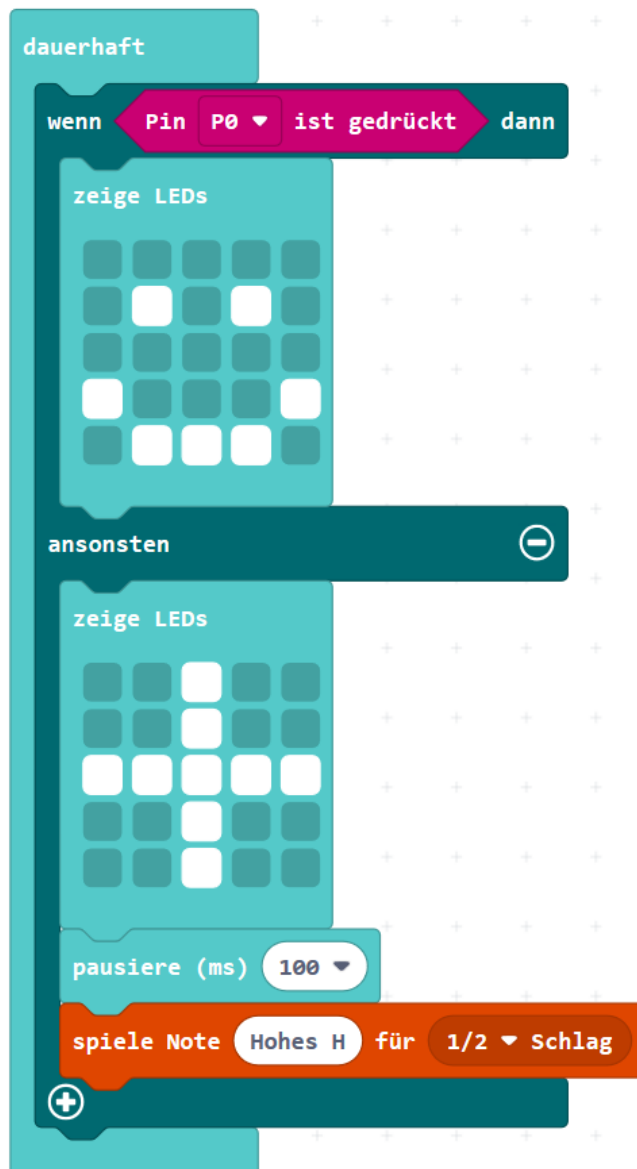 dauerhaft
wenn Pin P0 ist gedrückt dann
zeige LEDs
ansonsten
zeige LEDs
pausiere (ms) 100
spiele Note Hohes H für 1/2 Schlag